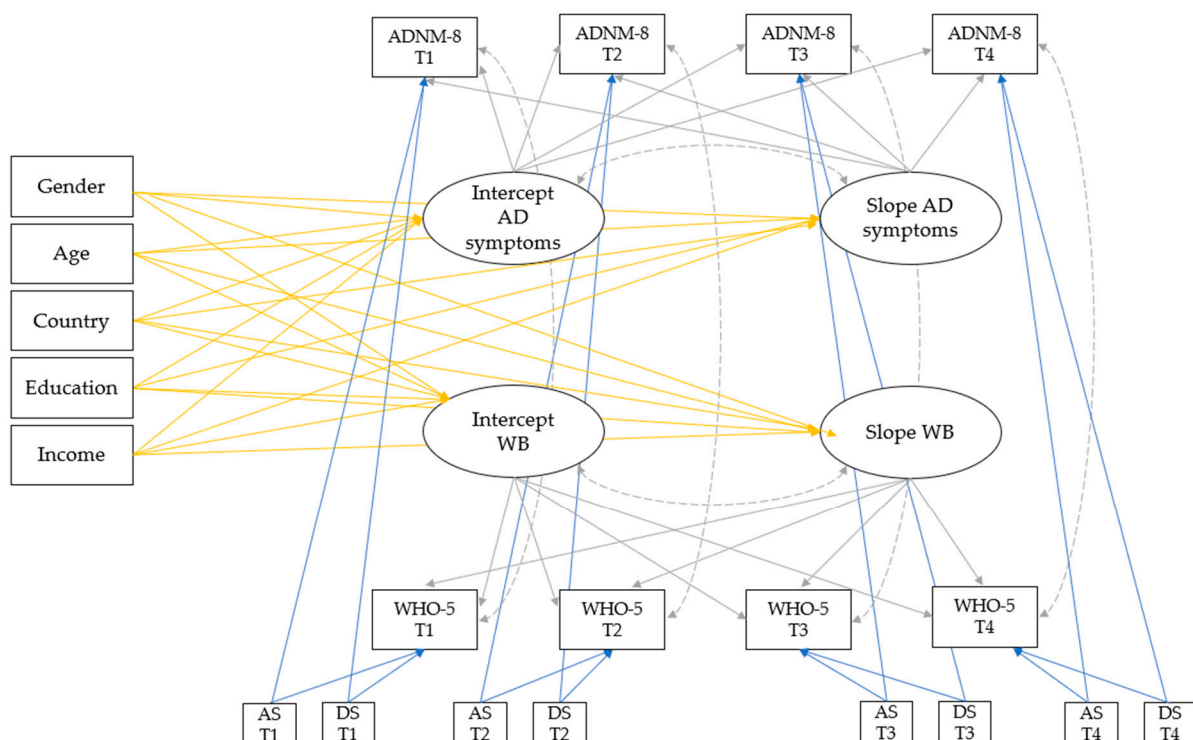 ADNM-8
T1
ADNM-8
T2
ADNM-8
T3
ADNM-8
T4
Gender
Age
Country
Education
Income
Intercept
AD
symptoms
Slope AD
symptoms
Intercept
WB
Slope WB
WHO-5
T1
WHO-5
T2
WHO-5
T3
WHO-5
T4
AS
T1
DS
T1
AS
T2
DS
T2
AS
T3
DS
T3
AS
T4
DS
T4